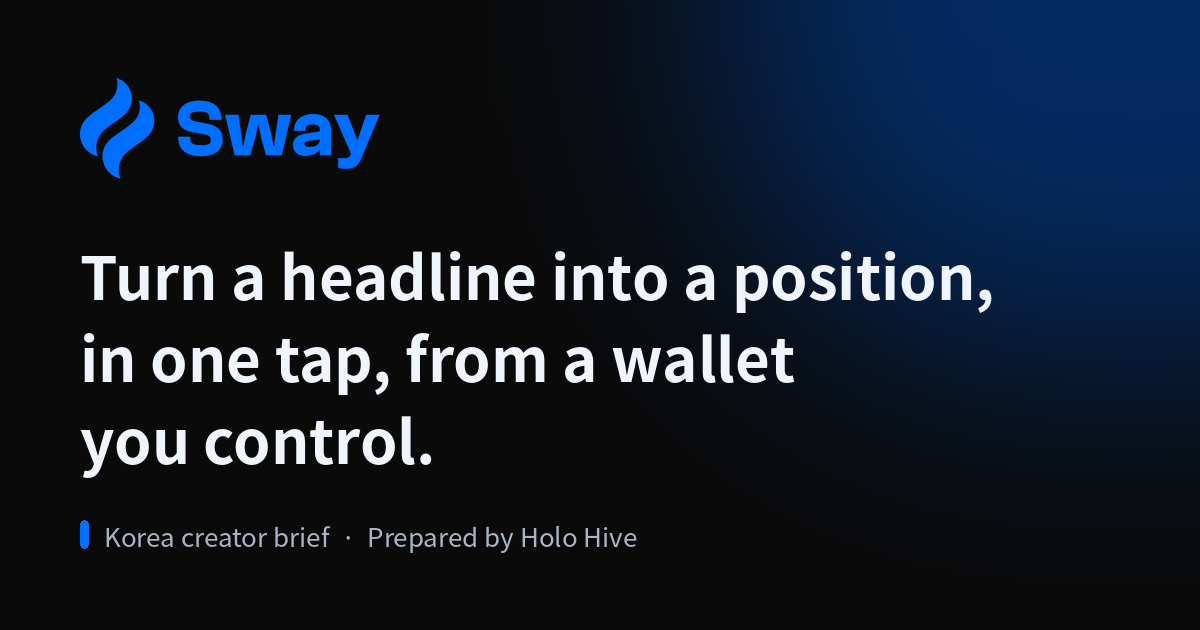 Sway
Turn a headline into a position,
in one tap, from a wallet
you control.
Korea creator brief · Prepared by Holo Hive